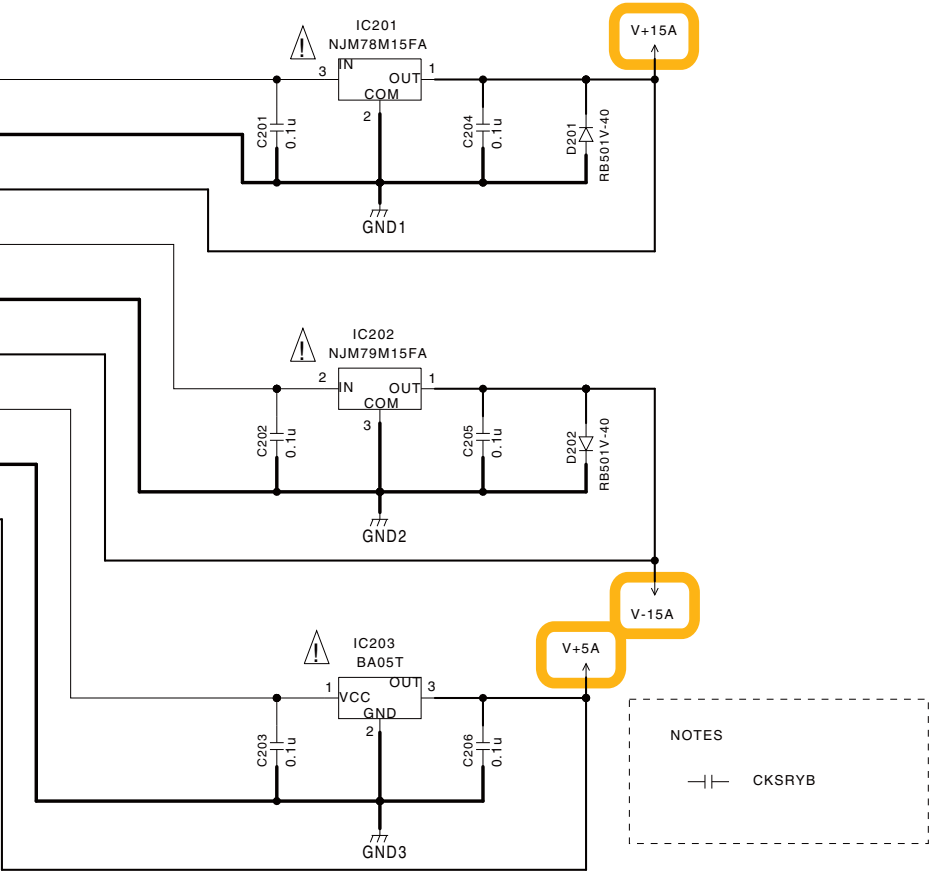 IC201
NJM78M15FA
V+15A
!
3
IN
OUT
1
COM
2
C201
0.1u
C204
0.1u
D201
RB501V-40
GND1
IC202
NJM79M15FA
!
2
IN
OUT
1
COM
3
C202
0.1u
C205
0.1u
D202
RB501V-40
GND2
V-15A
V+5A
IC203
BA05T
!
1
VCC
OUT
3
GND
2
C203
0.1u
C206
0.1u
GND3
NOTES
CKSRYB